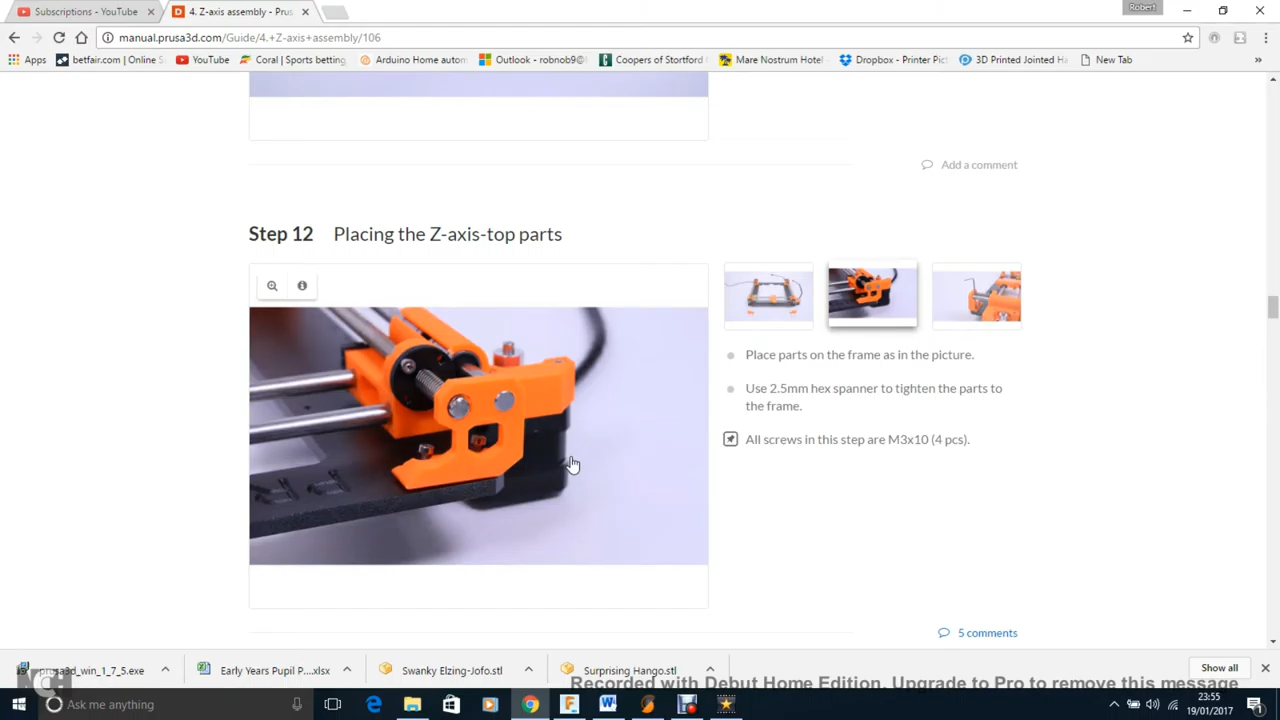 Robert
Subscriptions - YouTube
4. Z-axis assembly - Prus
manual.prusa3d.com/Guide/4.+Z-axis+assembly/106
Apps betfair.com | Online S YouTube Coral | Sports betting Arduino Home autom Outlook - robnob9@ Coopers of Stortford Mare Nostrum Hotel - Dropbox - Printer Pic 3D Printed Jointed Ha New Tab »
Add a comment
Step 12 Placing the Z-axis-top parts
Place parts on the frame as in the picture.
Use 2.5mm hex spanner to tighten the parts to
the frame.
All screws in this step are M3x10 (4 pcs).
5 comments
prusa3d_win_1_7_5.exe Early Years Pupil P....xlsx Swanky Elzing-Jofo.stl Surprising Hango.stl Show all
Recorded with Debut Home Edition. Upgrade to Pro to remove this message
NCH
Ask me anything
23:55
19/01/2017